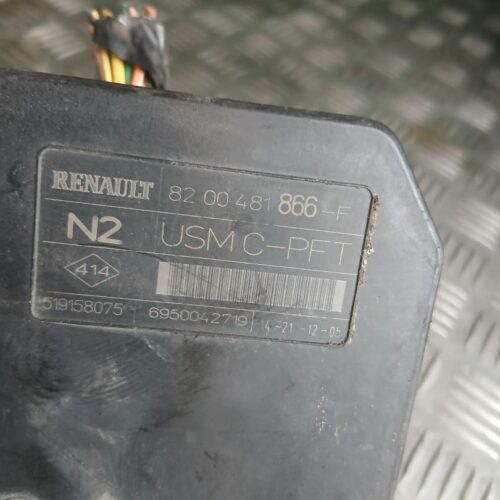 RENAULT 82 00 481 866-F
N2 USM C-PFT
414
519158075 6950042719 14-21-12-05